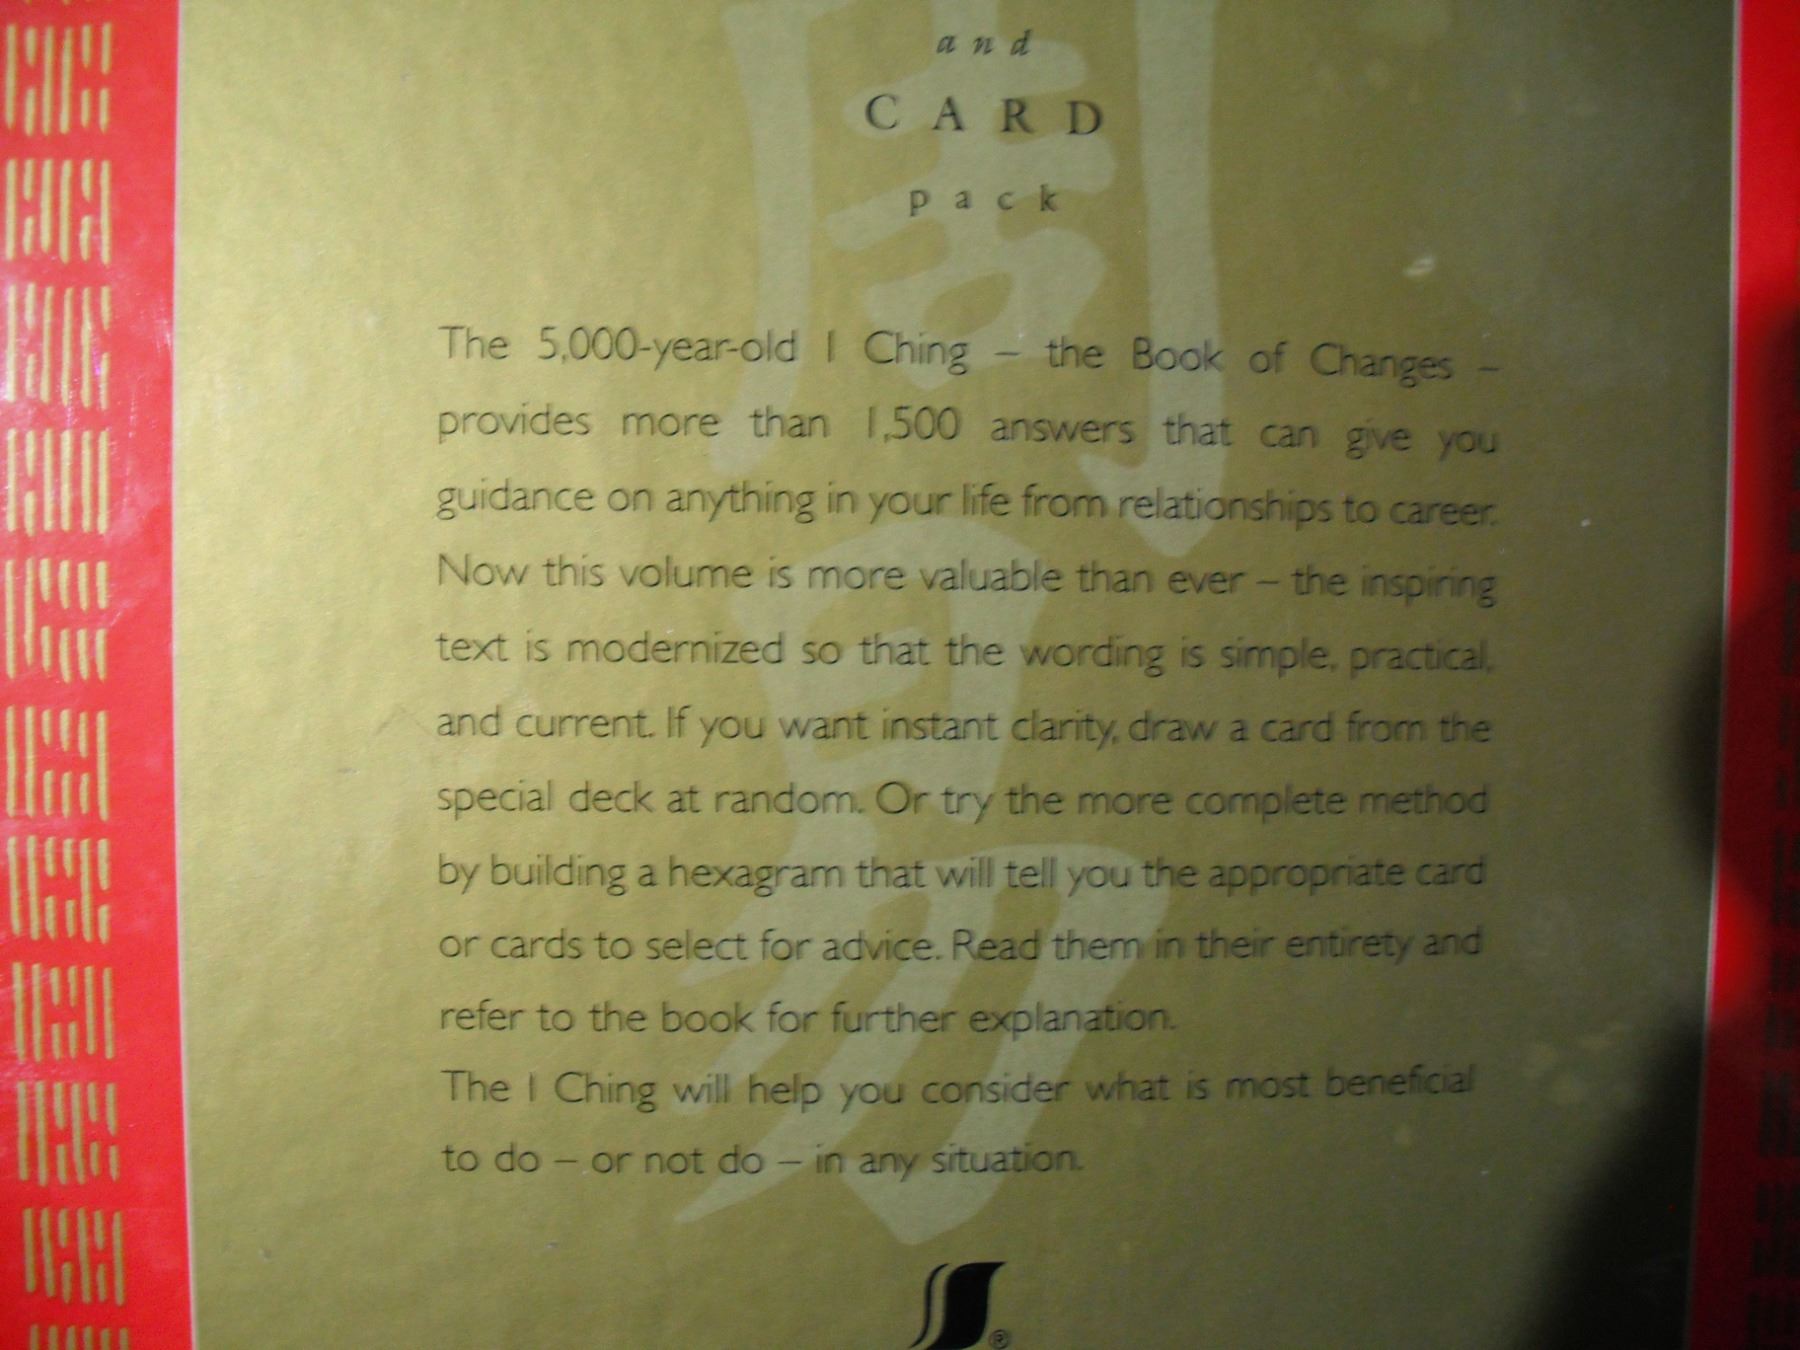 and
CARD
pack
周
易
The 5,000-year-old I Ching – the Book of Changes –
provides more than 1,500 answers that can give you
guidance on anything in your life from relationships to career.
Now this volume is more valuable than ever – the inspiring
text is modernized so that the wording is simple, practical,
and current. If you want instant clarity, draw a card from the
special deck at random. Or try the more complete method
by building a hexagram that will tell you the appropriate card
or cards to select for advice. Read them in their entirety and
refer to the book for further explanation.
The I Ching will help you consider what is most beneficial
to do – or not do – in any situation.
®